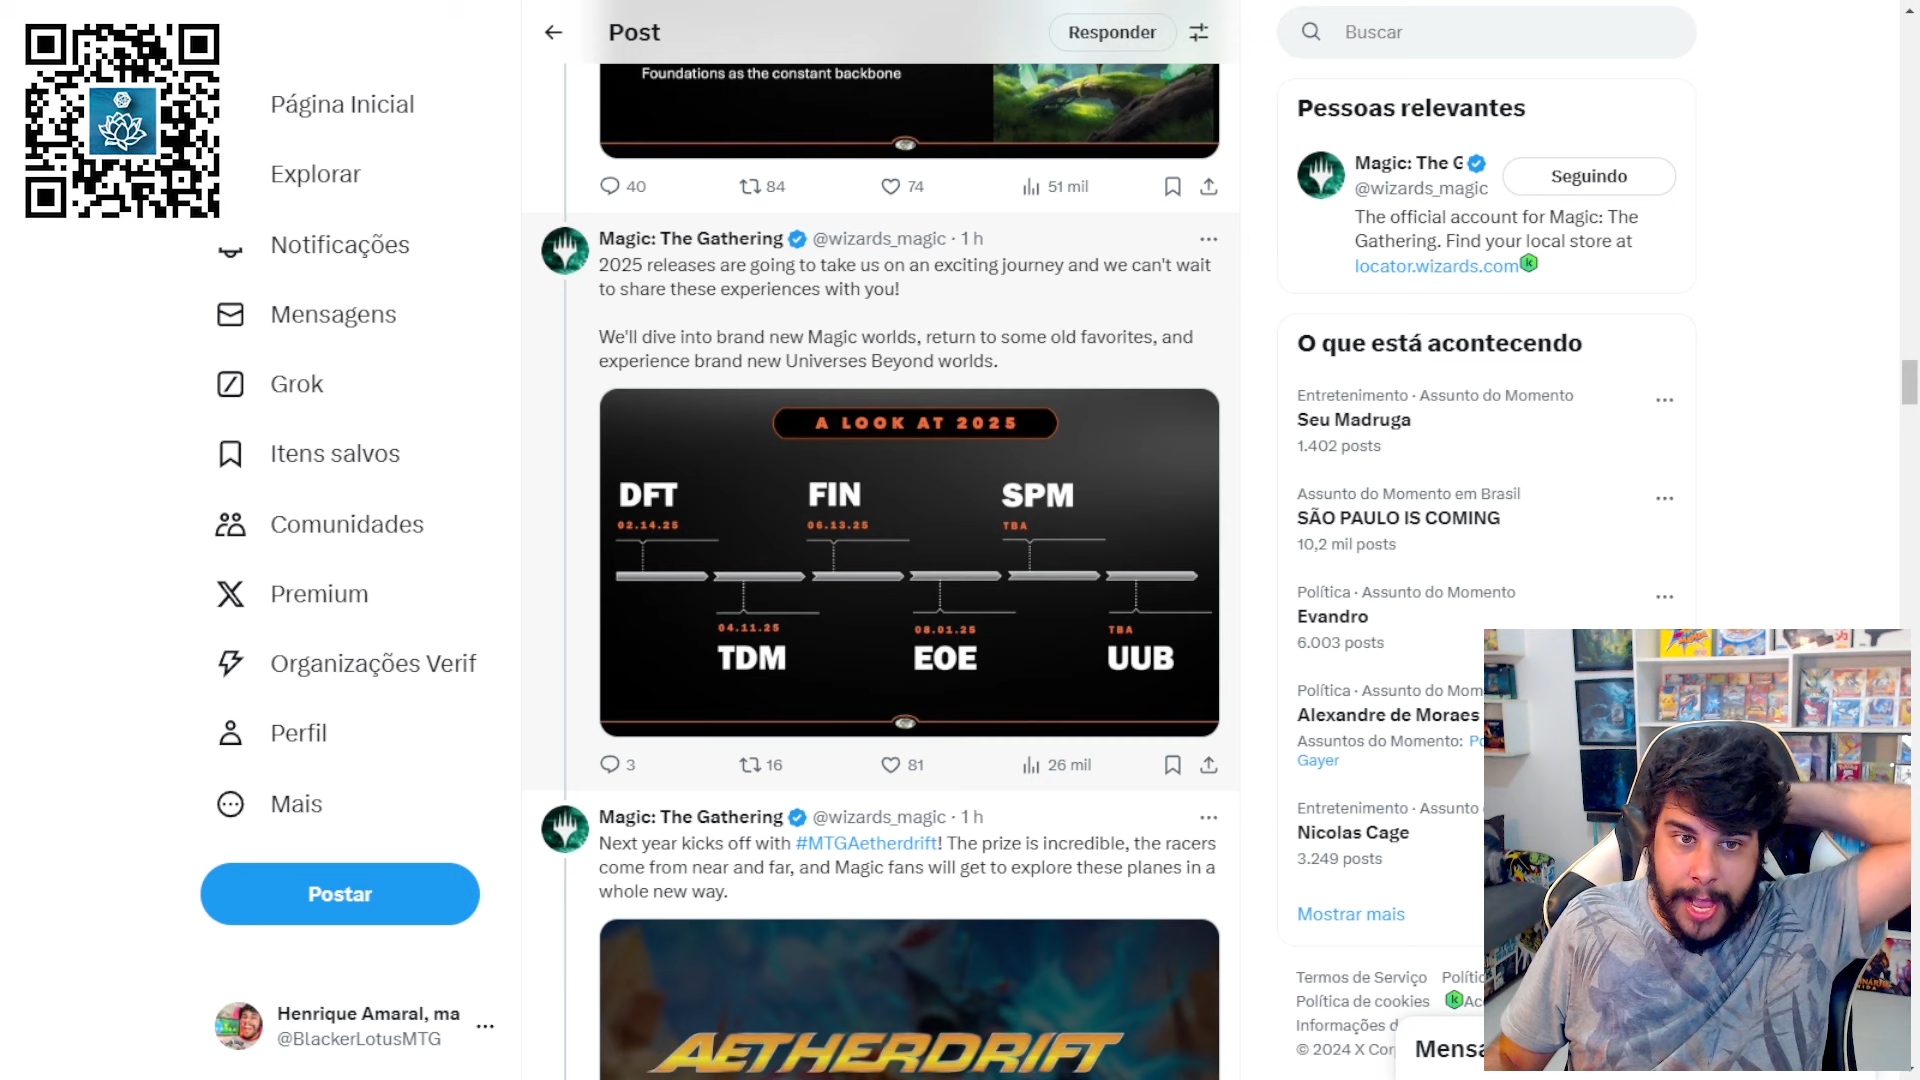 Página Inicial
Explorar
Notificações
Mensagens
Grok
Itens salvos
Comunidades
Premium
Organizações Verif
Perfil
Mais
Postar
Henrique Amaral, ma
@BlackerLotusMTG
Post
Responder
Foundations as the constant backbone
40
84
74
51 mil
Magic: The Gathering @wizards_magic · 1 h
2025 releases are going to take us on an exciting journey and we can't wait
to share these experiences with you!
We'll dive into brand new Magic worlds, return to some old favorites, and
experience brand new Universes Beyond worlds.
A LOOK AT 2025
DFT
02.14.25
FIN
06.13.25
SPM
TBA
04.11.25
TDM
08.01.25
EOE
TBA
UUB
3
16
81
26 mil
Magic: The Gathering @wizards_magic · 1 h
Next year kicks off with #MTGAetherdrift! The prize is incredible, the racers
come from near and far, and Magic fans will get to explore these planes in a
whole new way.
AETHERDRIFT
Buscar
Pessoas relevantes
Magic: The G
@wizards_magic
Seguindo
The official account for Magic: The
Gathering. Find your local store at
locator.wizards.com
O que está acontecendo
Entretenimento · Assunto do Momento
Seu Madruga
1.402 posts
Assunto do Momento em Brasil
SÃO PAULO IS COMING
10,2 mil posts
Política · Assunto do Momento
Evandro
6.003 posts
Política · Assunto do Mom
Alexandre de Moraes
Assuntos do Momento: Po
Gayer
Entretenimento · Assunto
Nicolas Cage
3.249 posts
Mostrar mais
Termos de Serviço Polític
Política de cookies Ac
Informações d
© 2024 X Cor
Mensa